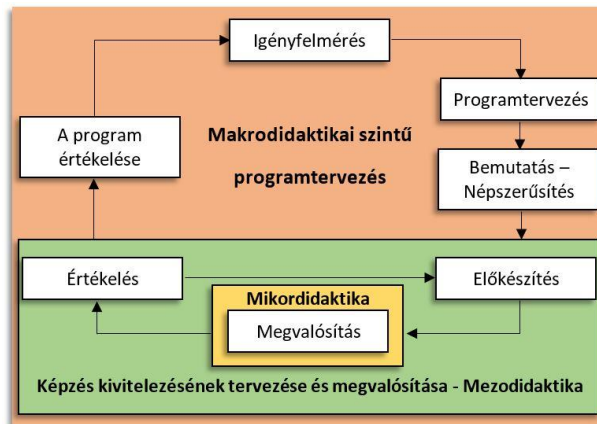 Igényfelmérés
Programtervezés
A program
értékelése
Makrodidaktikai szintű
programtervezés
Bemutatás –
Népszerűsítés
Értékelés
Előkészítés
Mikordidaktika
Megvalósítás
Képzés kivitelezésének tervezése és megvalósítása - Mezodidaktika